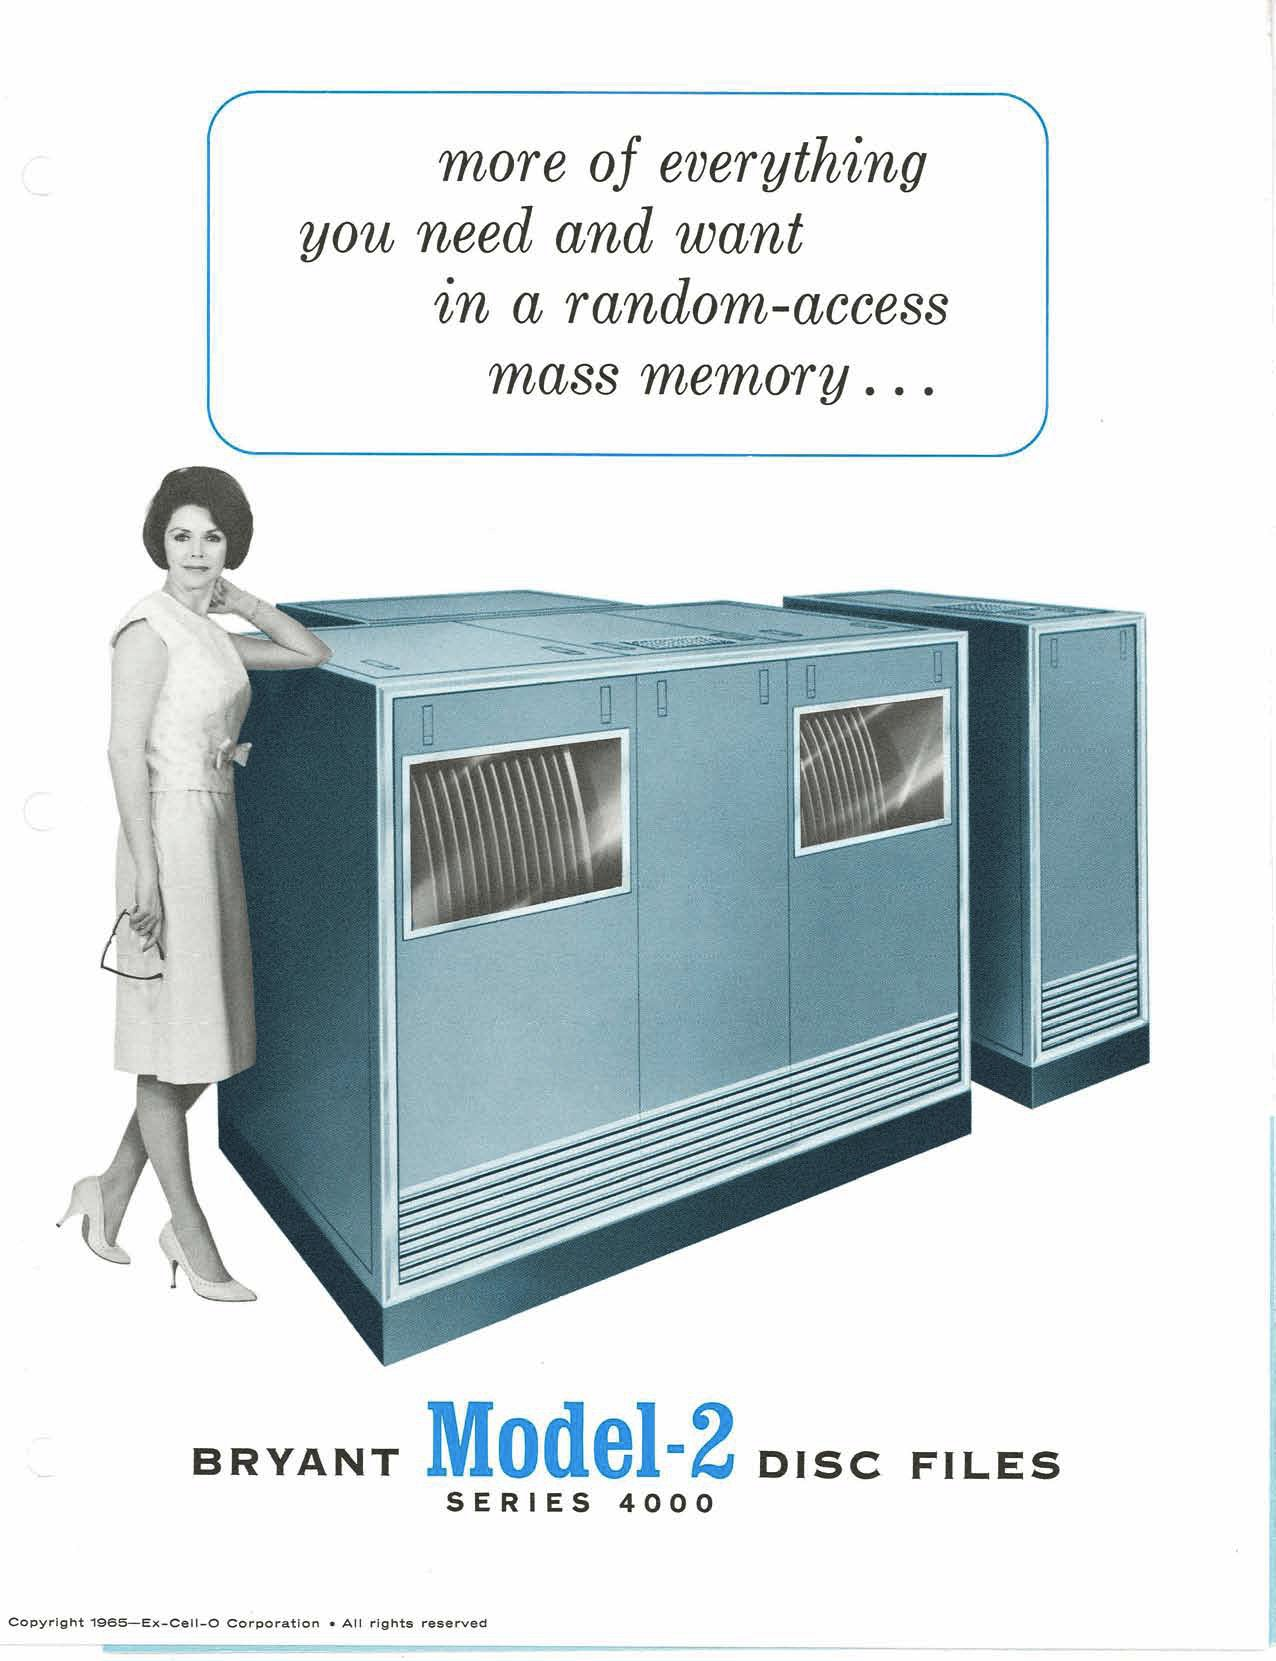 more of everything
you need and want
in a random-access
mass memory...
BRYANT Model-2 DISC FILES
SERIES 4000
Copyright 1965—Ex-Cell-O Corporation • All rights reserved